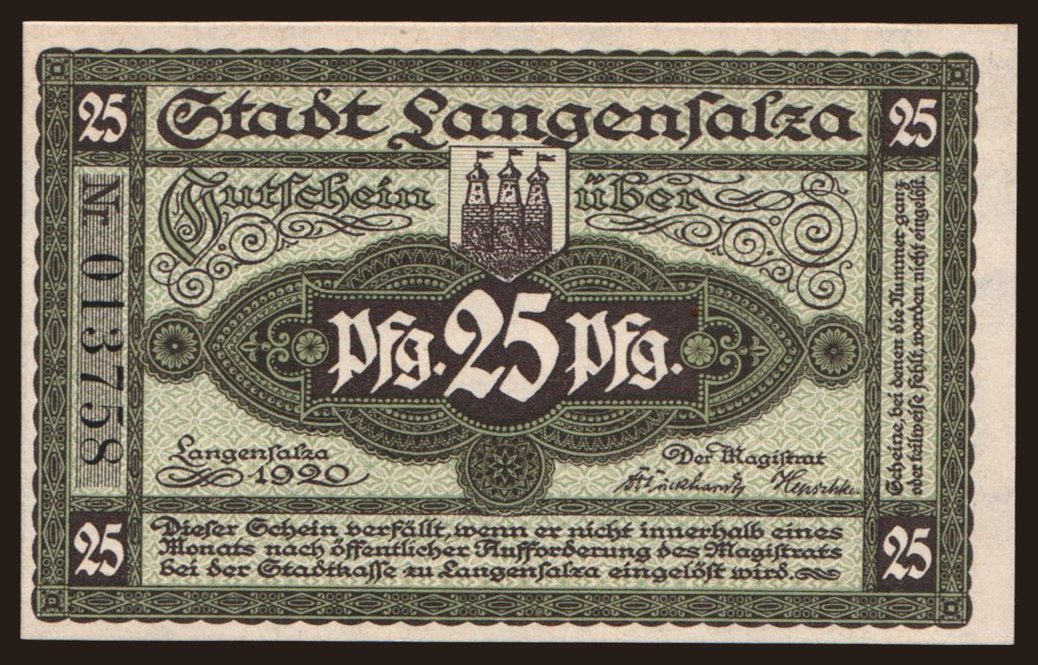 25
Stadt Langenſalza
25
Gutſchein über
Nr 013758
Pfg. 25 Pfg.
Scheine, bei denen die Nummer ganz
oder teilweiſe fehlt, werden nicht eingelöſt.
Langenſalza
1920
Der Magiſtrat
Henſchke.
25
Dieſer Schein verfällt, wenn er nicht innerhalb eines
Monats nach öffentlicher Aufforderung des Magiſtrats
bei der Stadtkaſſe zu Langenſalza eingelöſt wird.
25